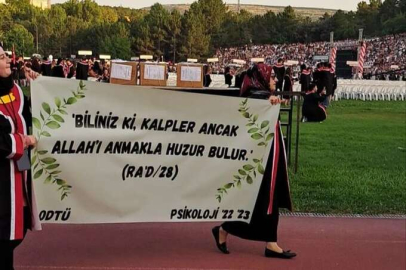 'BİLİNİZ Kİ, KALPLER ANCAK
ALLAH'I ANMAKLA HUZUR BULUR.'
(RA'D/28)
ODTÜ
PSİKOLOJİ 22 23